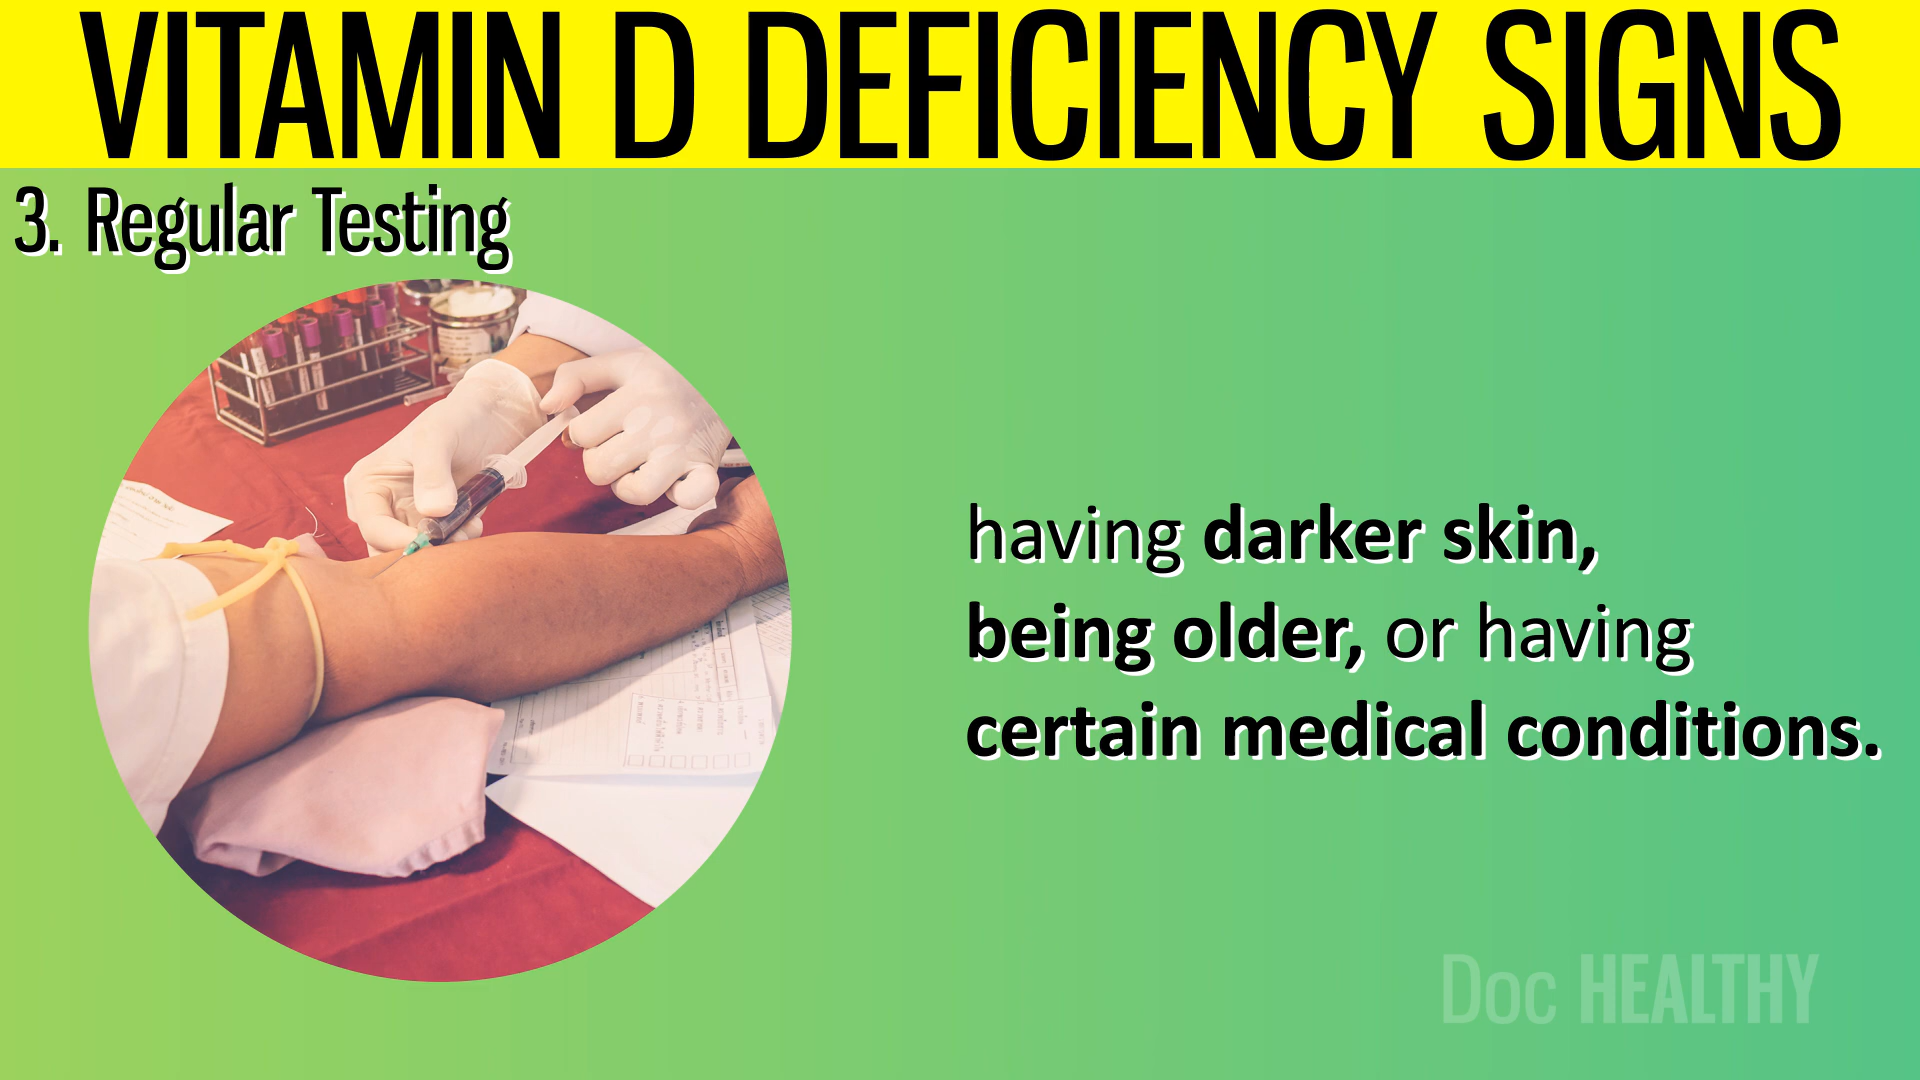 VITAMIN D DEFICIENCY SIGNS
3. Regular Testing
having darker skin,
being older, or having
certain medical conditions.
Doc HEALTHY